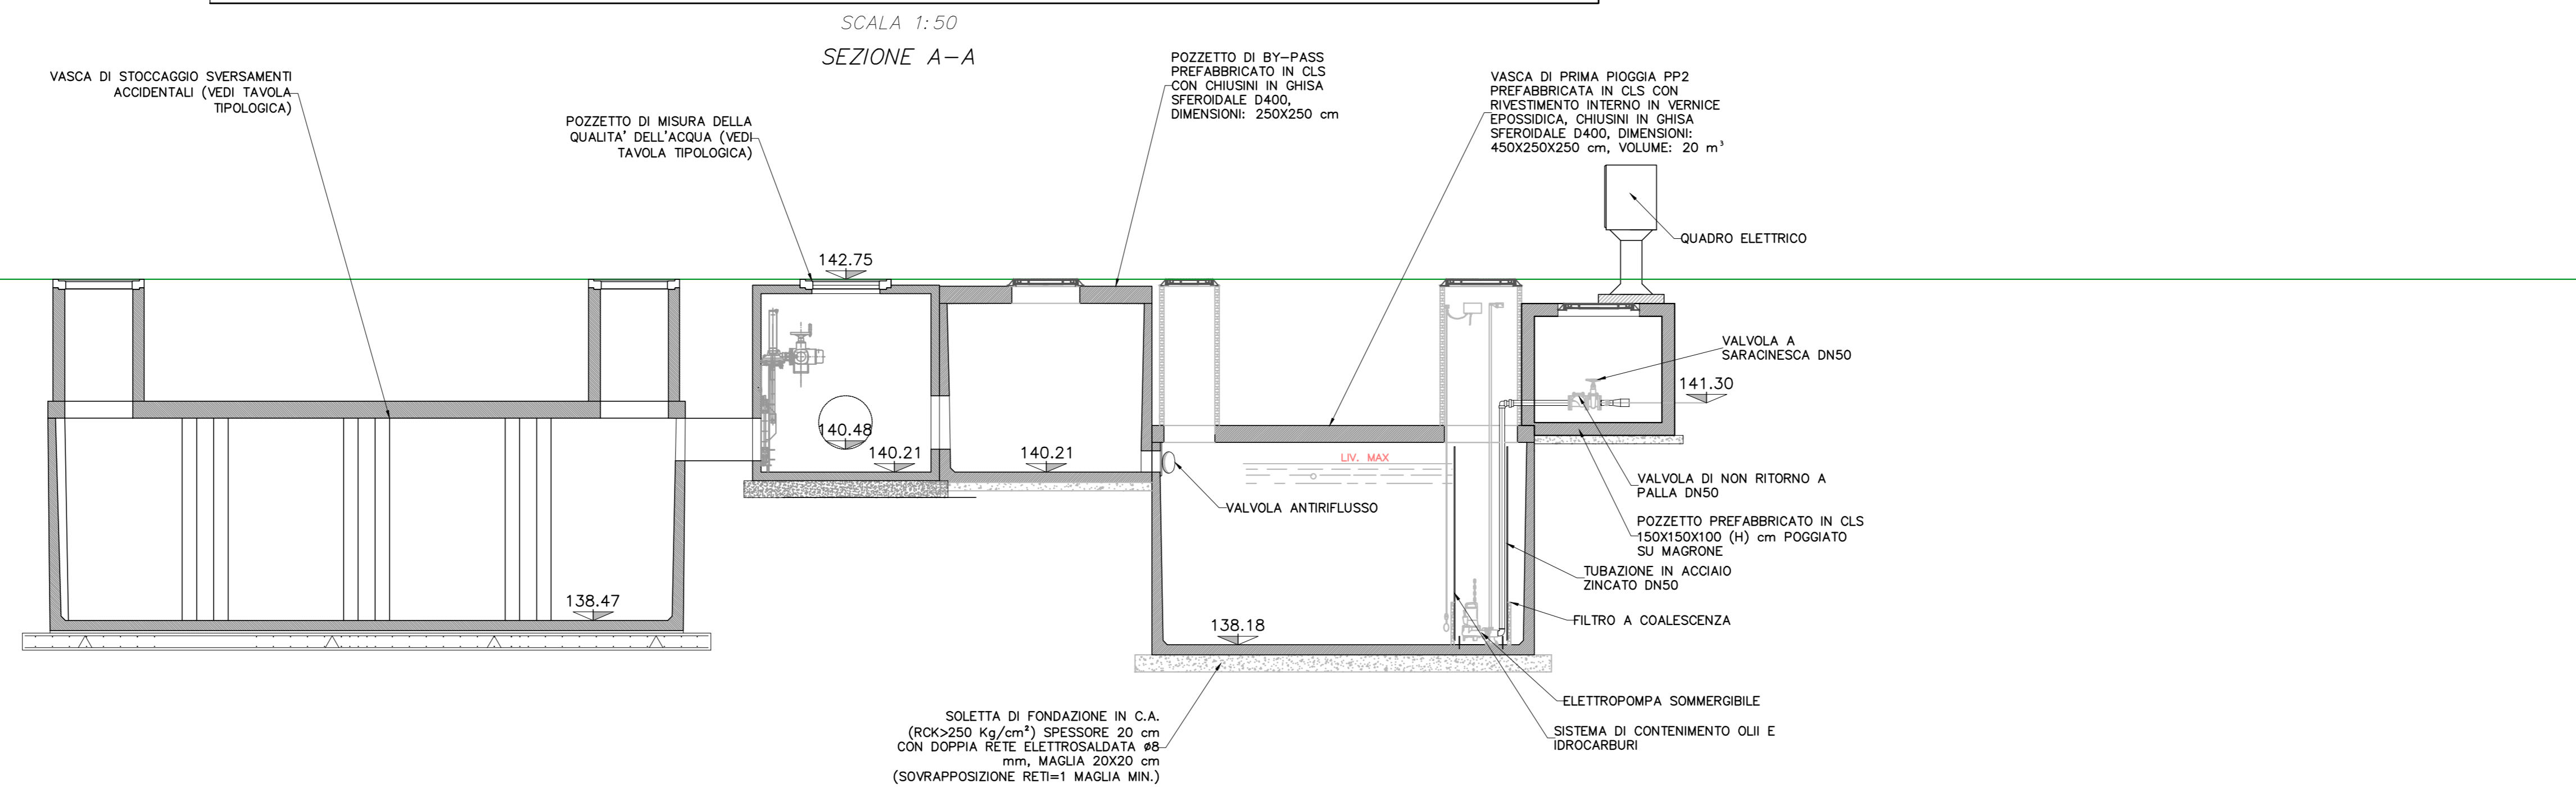 SCALA 1:50
SEZIONE A-A
VASCA DI STOCCAGGIO SVERSAMENTI
ACCIDENTALI (VEDI TAVOLA
TIPOLOGICA)
POZZETTO DI MISURA DELLA
QUALITA' DELL'ACQUA (VEDI
TAVOLA TIPOLOGICA)
POZZETTO DI BY-PASS
PREFABBRICATO IN CLS
CON CHIUSINI IN GHISA
SFEROIDALE D400,
DIMENSIONI: 250X250 cm
VASCA DI PRIMA PIOGGIA PP2
PREFABBRICATA IN CLS CON
RIVESTIMENTO INTERNO IN VERNICE
EPOSSIDICA, CHIUSINI IN GHISA
SFEROIDALE D400, DIMENSIONI:
450X250X250 cm, VOLUME: 20 m³
QUADRO ELETTRICO
142.75
VALVOLA A
SARACINESCA DN50
141.30
140.48
140.21
140.21
LIV. MAX
VALVOLA ANTIRIFLUSSO
VALVOLA DI NON RITORNO A
PALLA DN50
POZZETTO PREFABBRICATO IN CLS
150X150X100 (H) cm POGGIATO
SU MAGRONE
TUBAZIONE IN ACCIAIO
ZINCATO DN50
FILTRO A COALESCENZA
138.47
138.18
ELETTROPOMPA SOMMERGIBILE
SISTEMA DI CONTENIMENTO OLII E
IDROCARBURI
SOLETTA DI FONDAZIONE IN C.A.
(RCK>250 Kg/cm²) SPESSORE 20 cm
CON DOPPIA RETE ELETTROSALDATA ø8
mm, MAGLIA 20X20 cm
(SOVRAPPOSIZIONE RETI=1 MAGLIA MIN.)